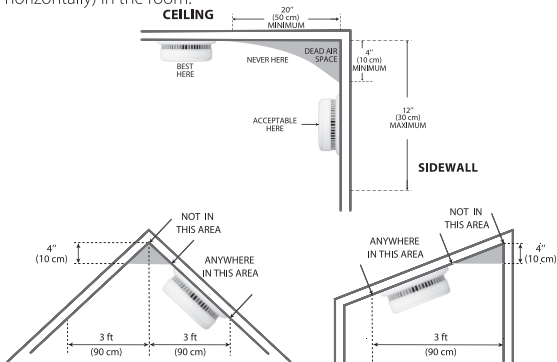 horizontally) in the room.
CEILING
20"
(50 cm)
MINIMUM
BEST
HERE
NEVER HERE
DEAD AIR
SPACE
4"
(10 cm)
MINIMUM
ACCEPTABLE
HERE
12"
(30 cm)
MAXIMUM
SIDEWALL
NOT IN
THIS AREA
4"
(10 cm)
ANYWHERE
IN THIS AREA
3 ft
(90 cm)
3 ft
(90 cm)
NOT IN
THIS AREA
ANYWHERE
IN THIS AREA
4"
(10 cm)
3 ft
(90 cm)